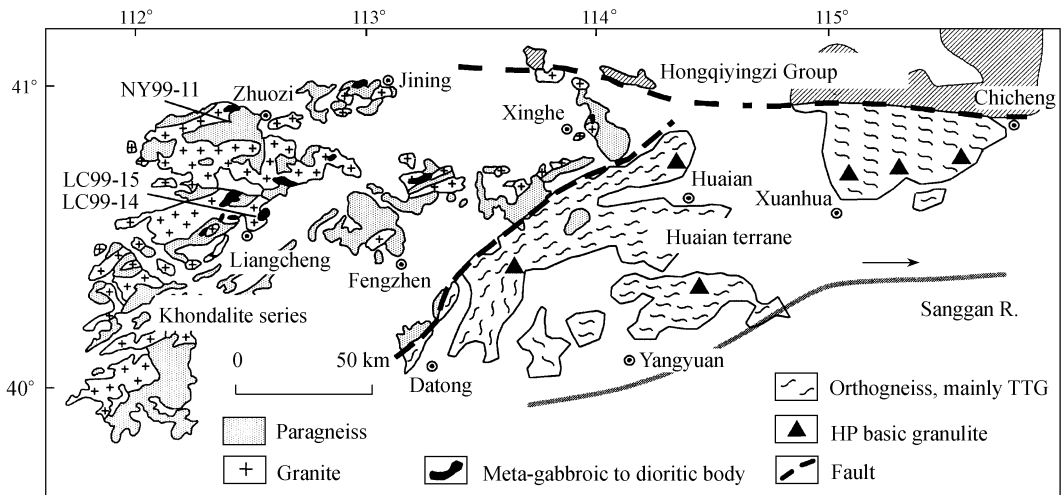 112°
113°
114°
115°
41°
40°
NY99-11
Zhuozi
Jining
Hongqiyingzi Group
Chicheng
Xinghe
LC99-15
LC99-14
Huaian
Xuanhua
Liangcheng
Huaian terrane
Fengzhen
Khondalite series
Sanggan R.
0 50 km
Datong
Yangyuan
Orthogneiss, mainly TTG
Paragneiss
HP basic granulite
Granite
Meta-gabbroic to dioritic body
Fault